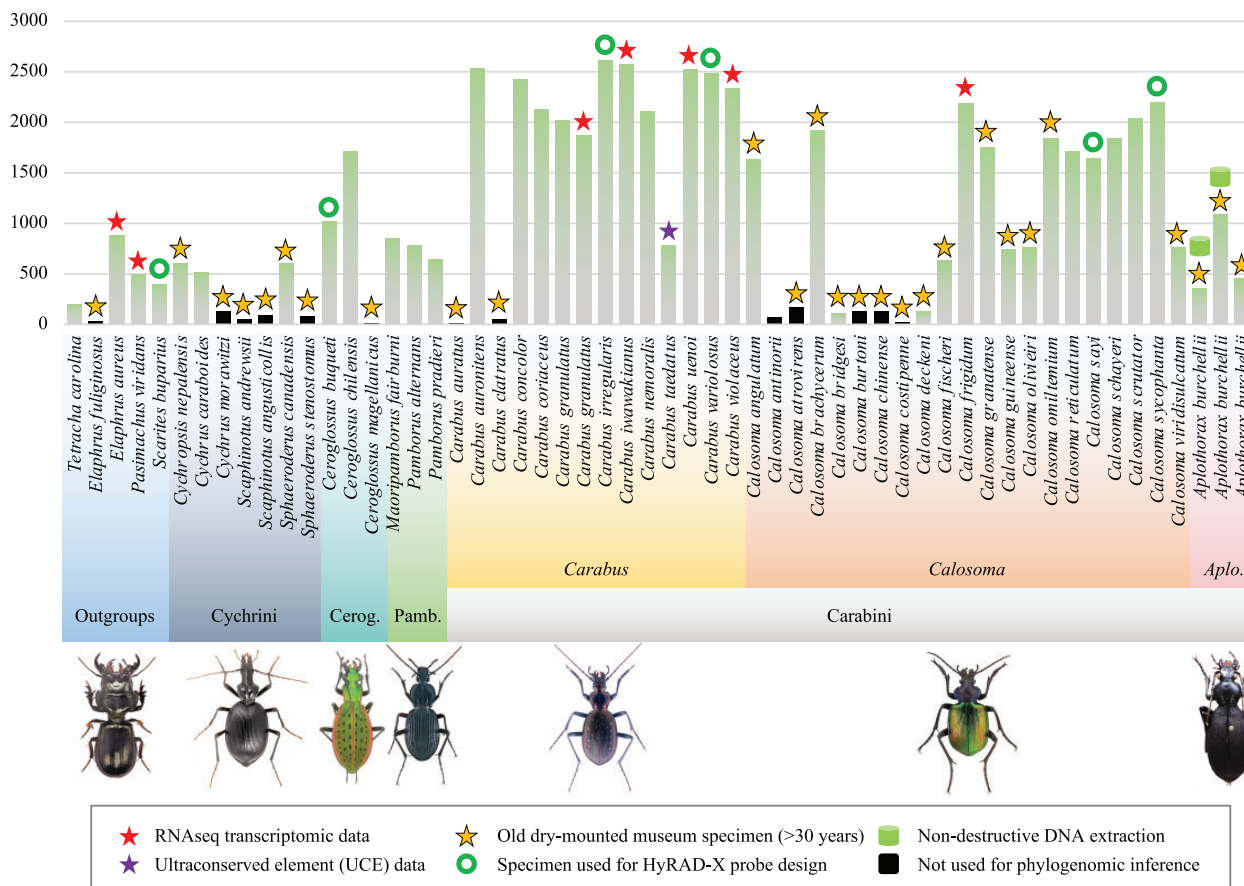 3000
2500
2000
1500
1000
500
0
Tetracha carolina
Elaphrus fuliginosus
Elaphrus aureus
Pasimachus viridans
Scarites buparius
Cychropsis nepalensis
Cychrus caraboides
Cychrus morawitzi
Scaphinotus andrewsii
Scaphinotus angusticollis
Sphaeroderus canadensis
Sphaeroderus stenostomus
Ceroglossus buqueti
Ceroglossus chilensis
Ceroglossus magellanicus
Maoripamborus fairburni
Pamborus alternans
Pamborus pradieri
Carabus auratus
Carabus auronitens
Carabus clarratus
Carabus concolor
Carabus coriaceus
Carabus granulatus
Carabus granulatus
Carabus irregularis
Carabus iwawakianus
Carabus nemoralis
Carabus taedatus
Carabus uenoi
Carabus variolosus
Carabus violaceus
Calosoma angulatum
Calosoma antinorii
Calosoma atrovirens
Calosoma brachycerum
Calosoma bridgesi
Calosoma burtoni
Calosoma chinense
Calosoma costipenne
Calosoma deckeni
Calosoma fischeri
Calosoma frigidum
Calosoma granatense
Calosoma guineense
Calosoma olivieiri
Calosoma omiltemium
Calosoma reticulatum
Calosoma sayi
Calosoma schayeri
Calosoma scrutator
Calosoma sycophanta
Calosoma viridisulcatum
Aplothorax burchellii
Aplothorax burchellii
Aplothorax burchellii
Carabus
Calosoma
Aplo.
Outgroups
Cychrini
Cerog.
Pamb.
Carabini
RNAseq transcriptomic data
Old dry-mounted museum specimen (>30 years)
Non-destructive DNA extraction
Ultraconserved element (UCE) data
Specimen used for HyRAD-X probe design
Not used for phylogenomic inference